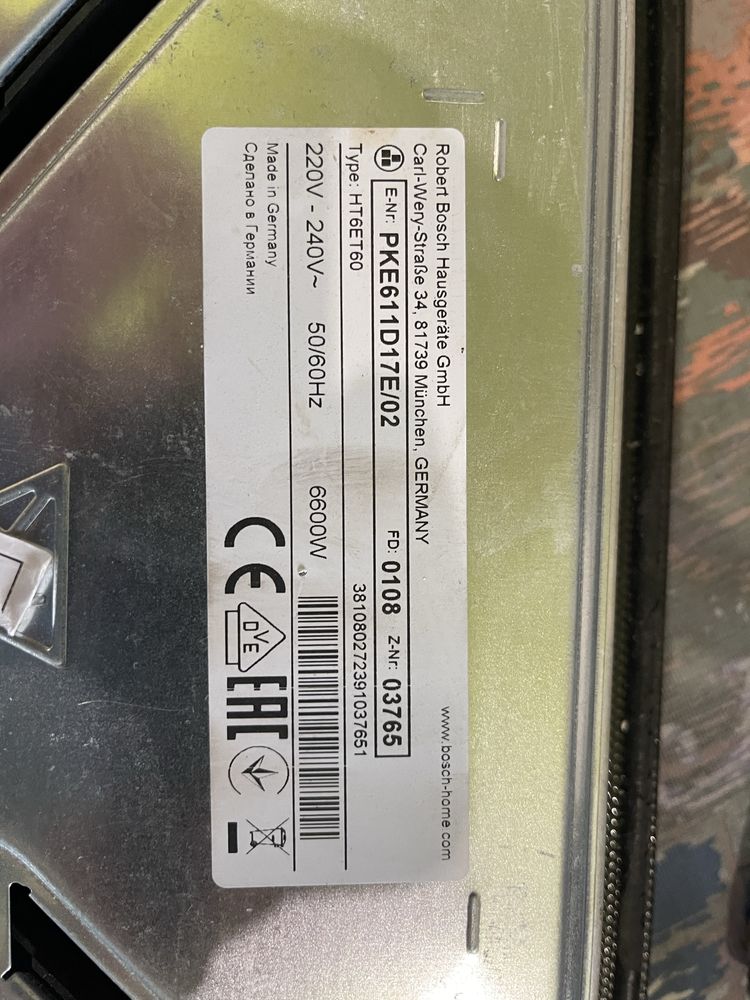 Robert Bosch Hausgeräte GmbH
Carl-Wery-Straße 34, 81739 München, GERMANY
www.bosch-home.com
E-Nr: PKE611D17E/02 FD: 0108 Z-Nr: 03765
Type: HT6ET60
381080272391037651
220V - 240V~ 50/60Hz 6600W
Made in Germany
Сделано в Германии
CE
DVE
EAC